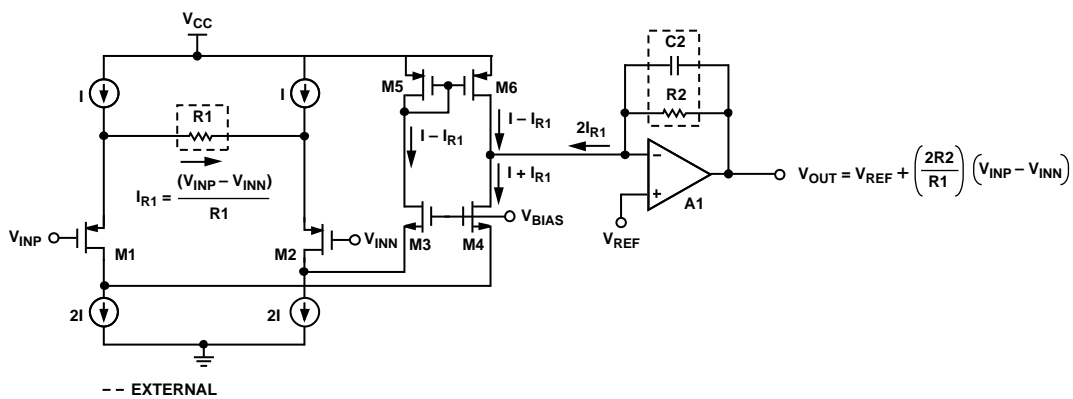 VCC
I
I
R1
IR1 = (VINP – VINN) / R1
VINP
M1
M2
VINN
2I
2I
– – EXTERNAL
M5
M6
I – IR1
I – IR1
I + IR1
M3
M4
VBIAS
2IR1
C2
R2
–
+
A1
VREF
VOUT = VREF + (2R2 / R1) (VINP – VINN)